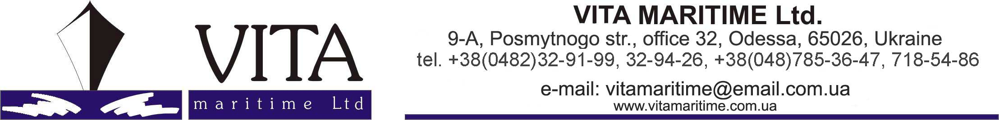 VITA
maritime Ltd
VITA MARITIME Ltd.
9-A, Posmytnogo str., office 32, Odessa, 65026, Ukraine
tel. +38(0482)32-91-99, 32-94-26, +38(048)785-36-47, 718-54-86
e-mail: vitamaritime@email.com.ua
www.vitamaritime.com.ua